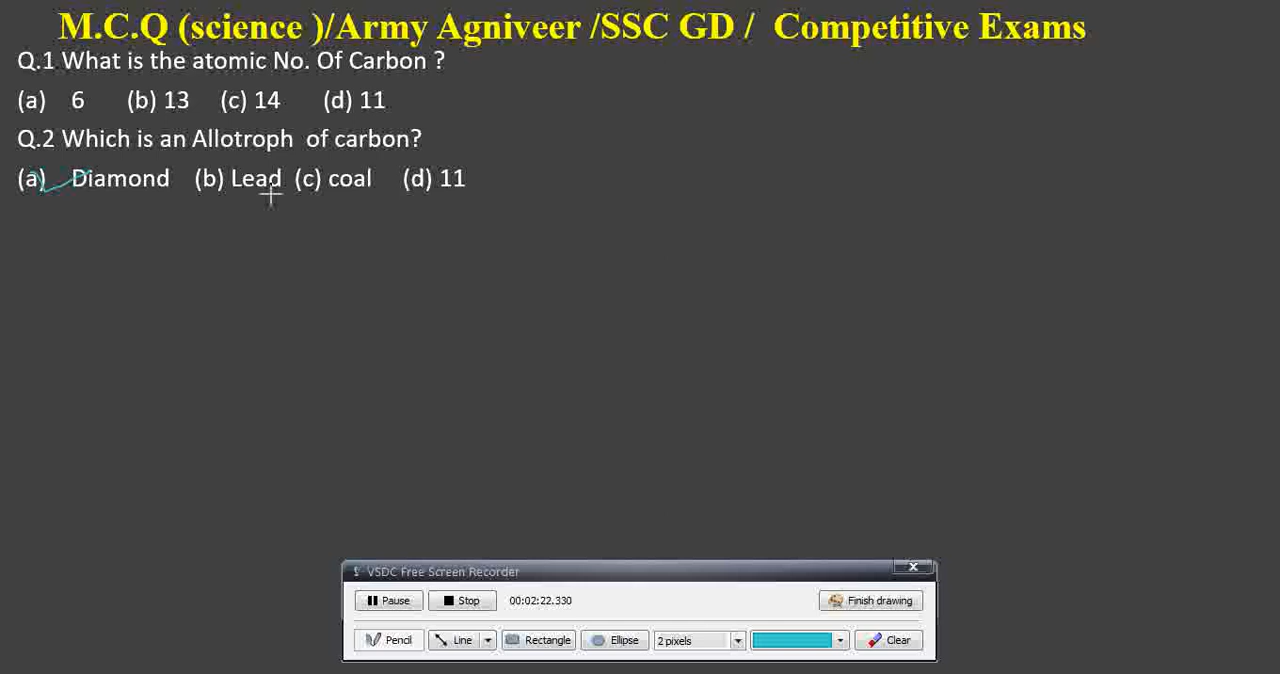 M.C.Q (science )/Army Agniveer /SSC GD / Competitive Exams
Q.1 What is the atomic No. Of Carbon ?
(a) 6 (b) 13 (c) 14 (d) 11
Q.2 Which is an Allotroph of carbon?
(a) Diamond (b) Lead (c) coal (d) 11
VSDC Free Screen Recorder
Pause Stop 00:02:22.330 Finish drawing
Pencil Line Rectangle Ellipse 2 pixels Clear